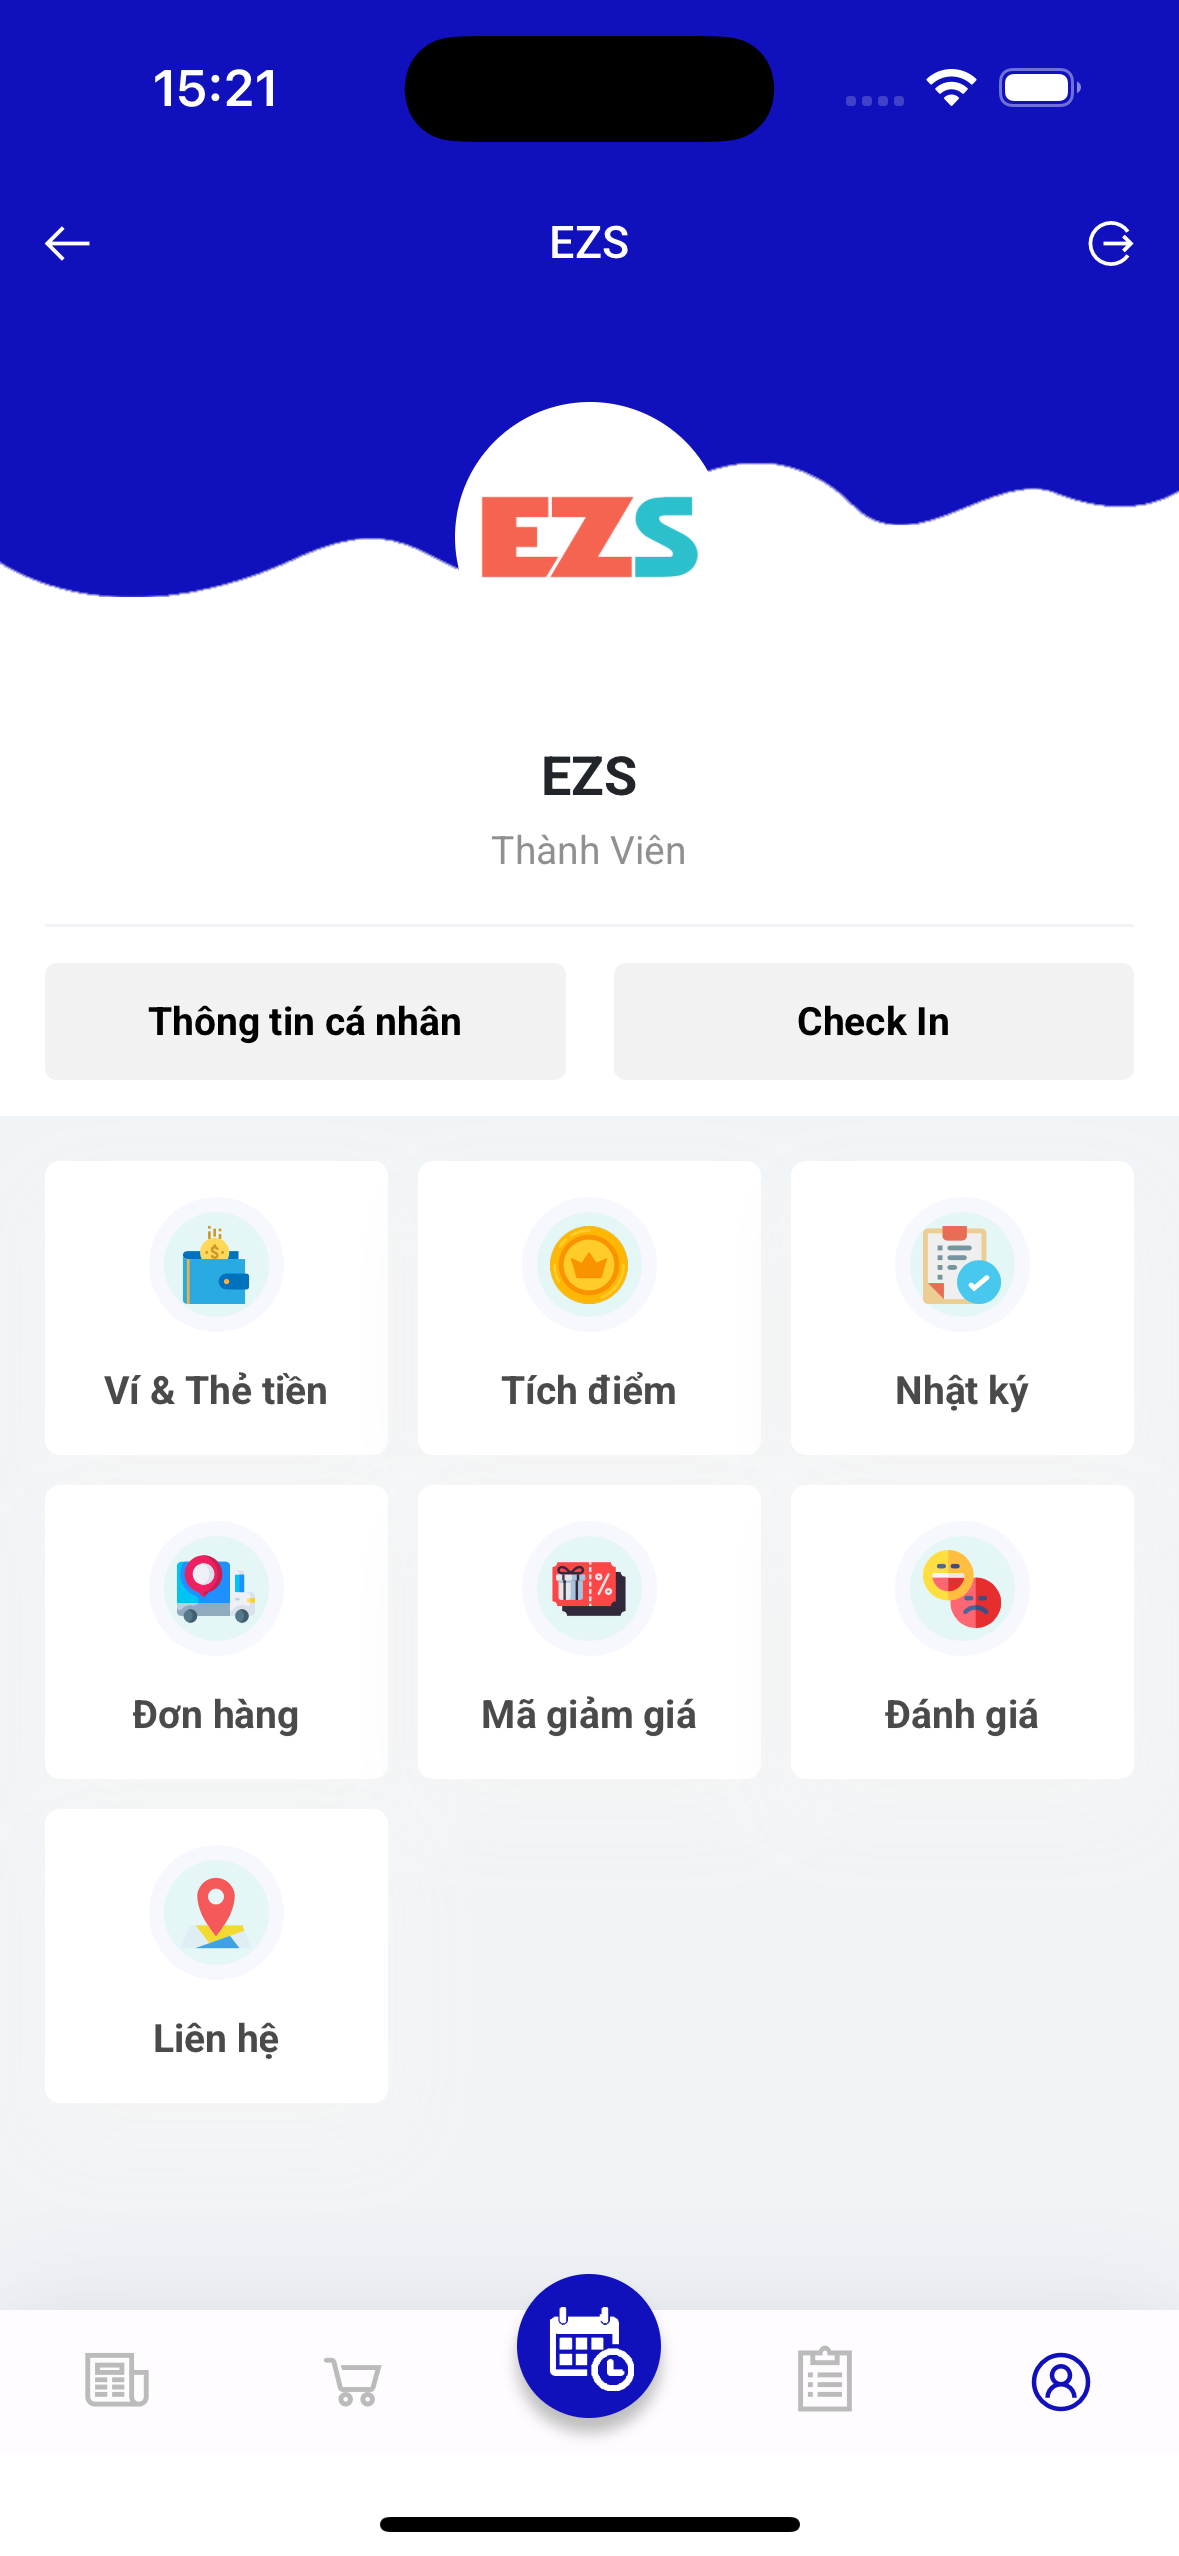 15:21
EZS
EZS
EZS
Thành Viên
Thông tin cá nhân
Check In
Ví & Thẻ tiền
Tích điểm
Nhật ký
Đơn hàng
Mã giảm giá
Đánh giá
Liên hệ